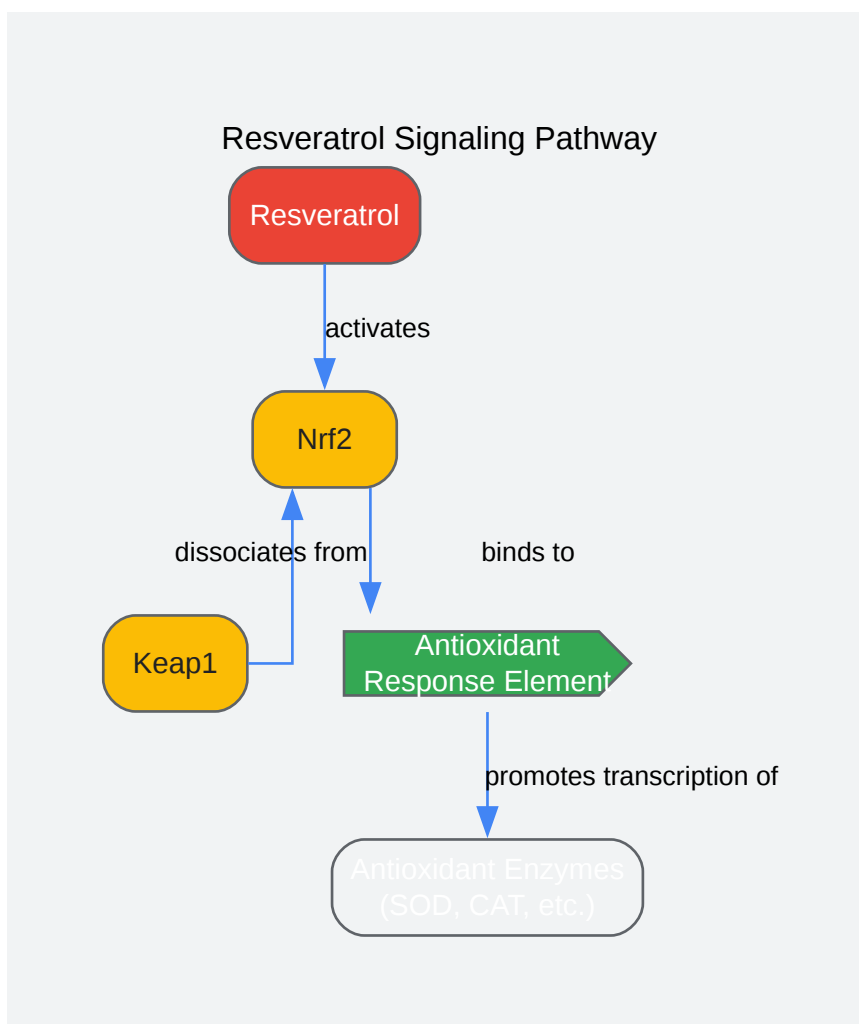 Resveratrol Signaling Pathway
Resveratrol
activates
Nrf2
dissociates from
binds to
Keap1
Antioxidant
Response Element
promotes transcription of
Antioxidant Enzymes
(SOD, CAT, etc.)